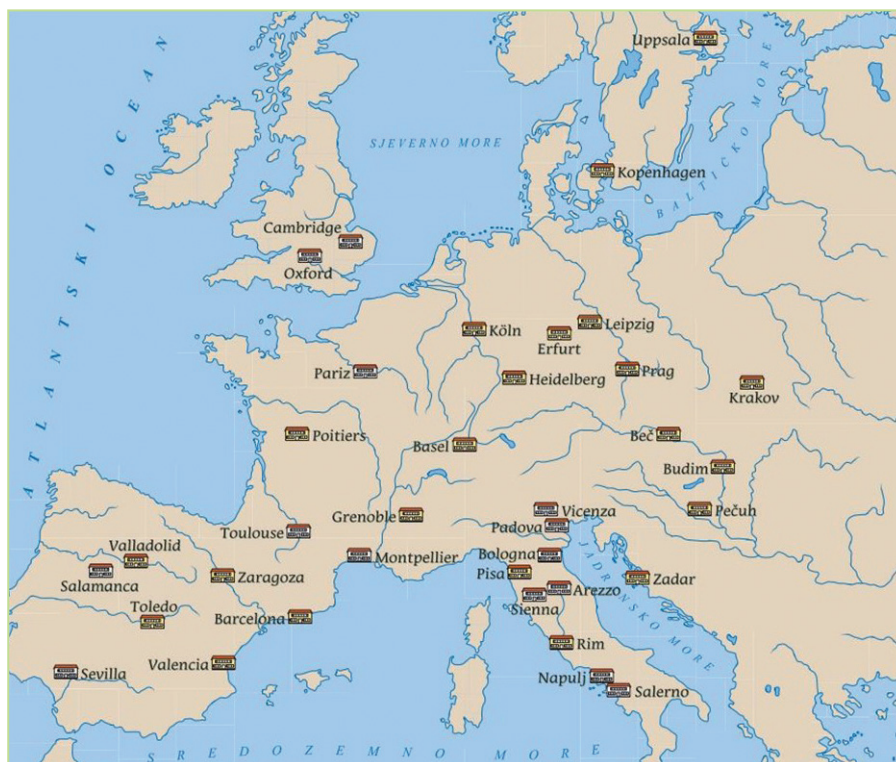 Uppsala
ATLANTSKI OCEAN
SJEVERNO MORE
BALTIČKO MORE
Kopenhagen
Cambridge
Oxford
Köln
Leipzig
Erfurt
Pariz
Heidelberg
Prag
Krakov
Poitiers
Basel
Beč
Budim
Grenoble
Vicenza
Pečuh
Padova
Toulouse
Valladolid
Montpellier
Bologna
Salamanca
Zaragoza
Pisa
Zadar
Arezzo
Sienna
JADRANSKO MORE
Toledo
Barcelona
Rim
Sevilla
Valencia
Napulj
Salerno
SREDOZEMNO MORE